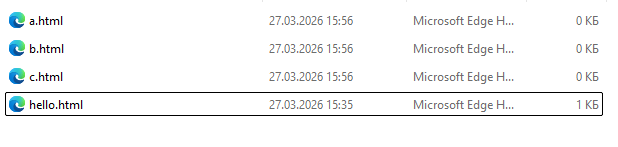 a.html 27.03.2026 15:56 Microsoft Edge H... 0 КБ
b.html 27.03.2026 15:56 Microsoft Edge H... 0 КБ
c.html 27.03.2026 15:56 Microsoft Edge H... 0 КБ
hello.html 27.03.2026 15:35 Microsoft Edge H... 1 КБ